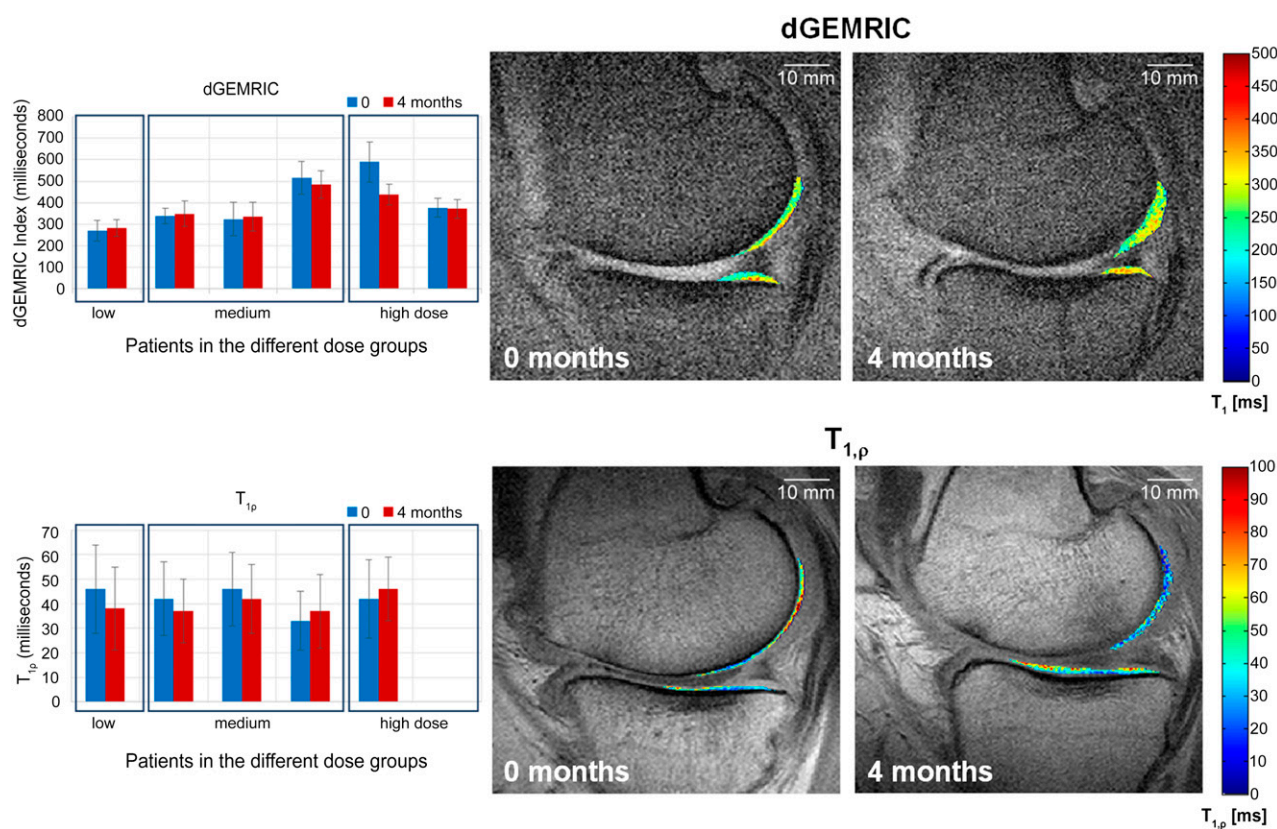 dGEMRIC
dGEMRIC
0 4 months
dGEMRIC Index (milliseconds)
800
700
600
500
400
300
200
100
0
low medium high dose
Patients in the different dose groups
10 mm
0 months
10 mm
4 months
500
450
400
350
300
250
200
150
100
50
0
T1 [ms]
T1,ρ
T1ρ
0 4 months
T1ρ (milliseconds)
70
60
50
40
30
20
10
0
low medium high dose
Patients in the different dose groups
10 mm
0 months
10 mm
4 months
100
90
80
70
60
50
40
30
20
10
0
T1,ρ [ms]